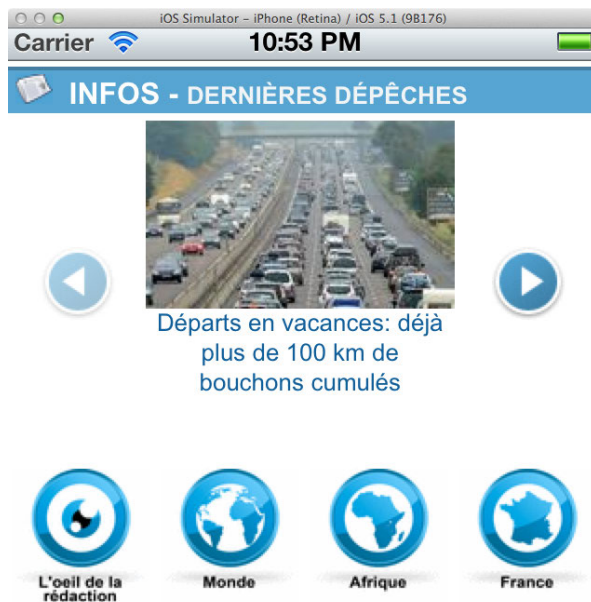 iOS Simulator - iPhone (Retina) / iOS 5.1 (9B176)
Carrier 10:53 PM
INFOS - DERNIÈRES DÉPÊCHES
Départs en vacances: déjà
plus de 100 km de
bouchons cumulés
L'oeil de la
rédaction
Monde
Afrique
France